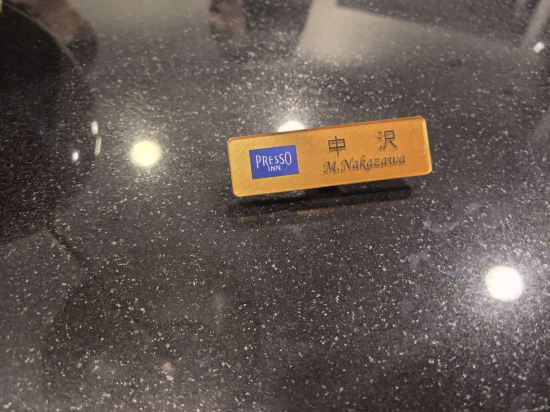 PRESSO
INN
中沢
M.Nakazawa